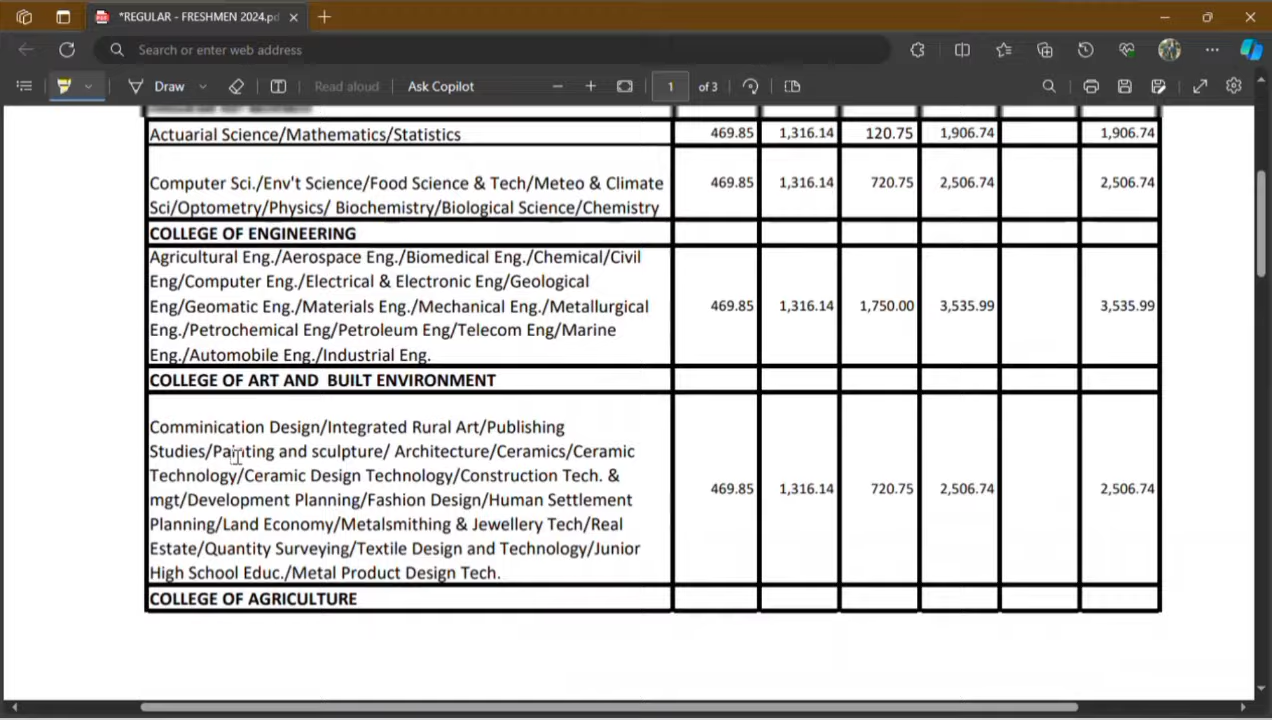 *REGULAR - FRESHMEN 2024.pd
Search or enter web address
Draw
Read aloud
Ask Copilot
1
of 3
Actuarial Science/Mathematics/Statistics 469.85 1,316.14 120.75 1,906.74 1,906.74
Computer Sci./Env't Science/Food Science & Tech/Meteo & Climate
Sci/Optometry/Physics/ Biochemistry/Biological Science/Chemistry
469.85 1,316.14 720.75 2,506.74 2,506.74
COLLEGE OF ENGINEERING
Agricultural Eng./Aerospace Eng./Biomedical Eng./Chemical/Civil
Eng/Computer Eng./Electrical & Electronic Eng/Geological
Eng/Geomatic Eng./Materials Eng./Mechanical Eng./Metallurgical
Eng./Petrochemical Eng/Petroleum Eng/Telecom Eng/Marine
Eng./Automobile Eng./Industrial Eng.
469.85 1,316.14 1,750.00 3,535.99 3,535.99
COLLEGE OF ART AND BUILT ENVIRONMENT
Comminication Design/Integrated Rural Art/Publishing
Studies/Painting and sculpture/ Architecture/Ceramics/Ceramic
Technology/Ceramic Design Technology/Construction Tech. &
mgt/Development Planning/Fashion Design/Human Settlement
Planning/Land Economy/Metalsmithing & Jewellery Tech/Real
Estate/Quantity Surveying/Textile Design and Technology/Junior
High School Educ./Metal Product Design Tech.
469.85 1,316.14 720.75 2,506.74 2,506.74
COLLEGE OF AGRICULTURE